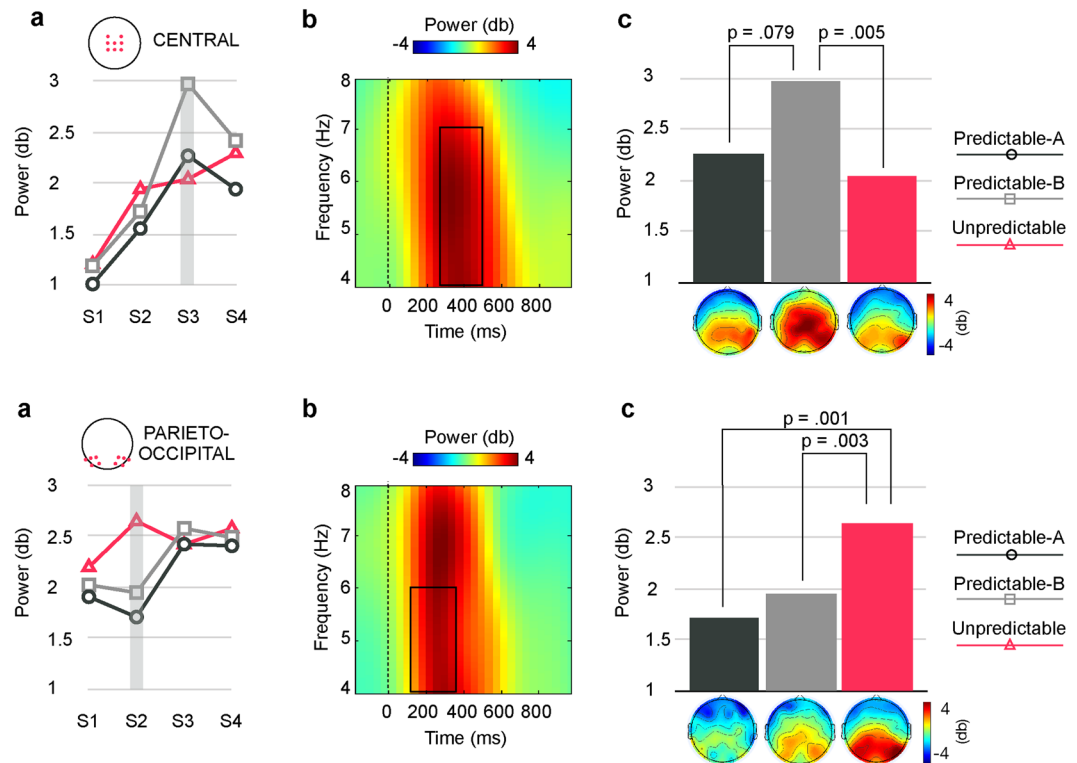 a
CENTRAL
3
2.5
2
1.5
1
Power (db)
S1 S2 S3 S4
b
Power (db)
-4 4
8
7
6
5
4
Frequency (Hz)
0 200 400 600 800
Time (ms)
c
p = .079 p = .005
3
2.5
2
1.5
1
Power (db)
4
-4
(db)
Predictable-A
Predictable-B
Unpredictable
a
PARIETO-
OCCIPITAL
3
2.5
2
1.5
1
Power (db)
S1 S2 S3 S4
b
Power (db)
-4 4
8
7
6
5
4
Frequency (Hz)
0 200 400 600 800
Time (ms)
c
p = .001
p = .003
3
2.5
2
1.5
1
Power (db)
4
-4
(db)
Predictable-A
Predictable-B
Unpredictable